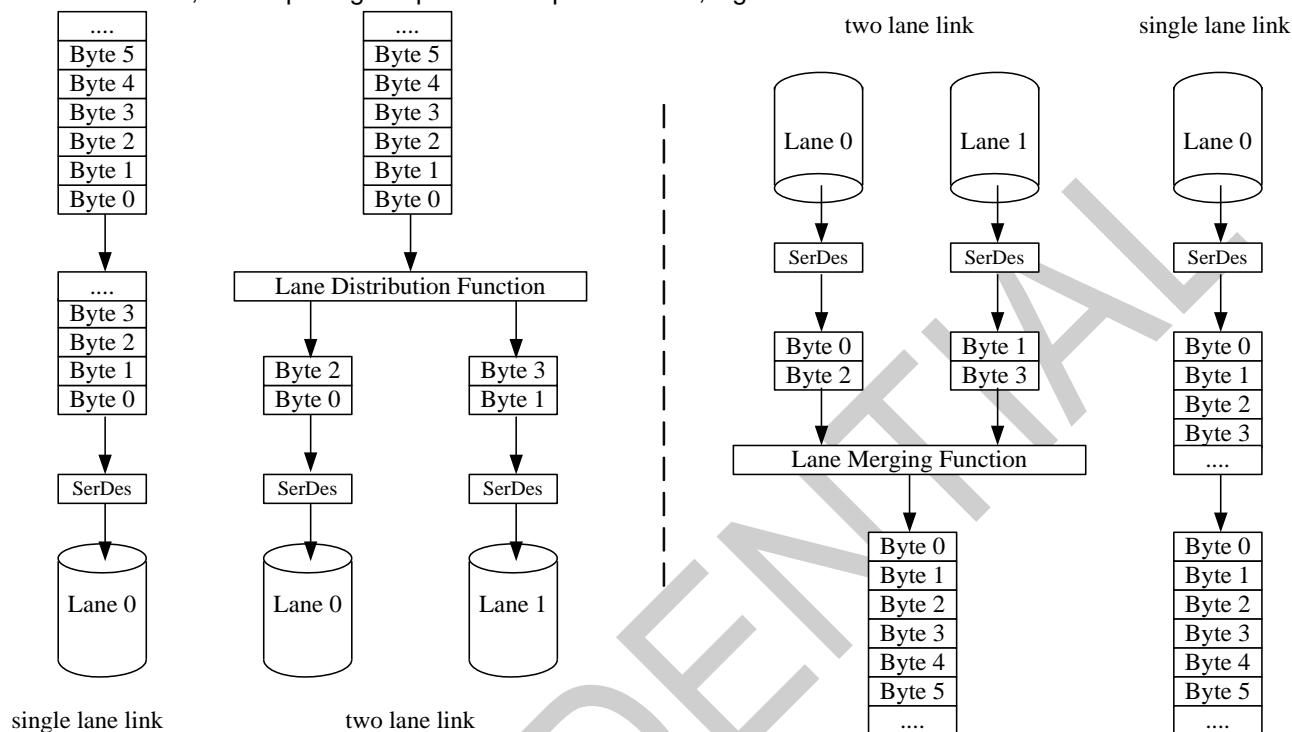 ....
Byte 5
Byte 4
Byte 3
Byte 2
Byte 1
Byte 0
....
Byte 3
Byte 2
Byte 1
Byte 0
SerDes
Lane 0
single lane link
....
Byte 5
Byte 4
Byte 3
Byte 2
Byte 1
Byte 0
Lane Distribution Function
Byte 2
Byte 0
SerDes
Lane 0
Byte 3
Byte 1
SerDes
Lane 1
two lane link
two lane link
Lane 0
SerDes
Byte 0
Byte 2
Lane 1
SerDes
Byte 1
Byte 3
Lane Merging Function
Byte 0
Byte 1
Byte 2
Byte 3
Byte 4
Byte 5
....
single lane link
Lane 0
SerDes
Byte 0
Byte 1
Byte 2
Byte 3
....
Byte 0
Byte 1
Byte 2
Byte 3
Byte 4
Byte 5
....
DENTIAL